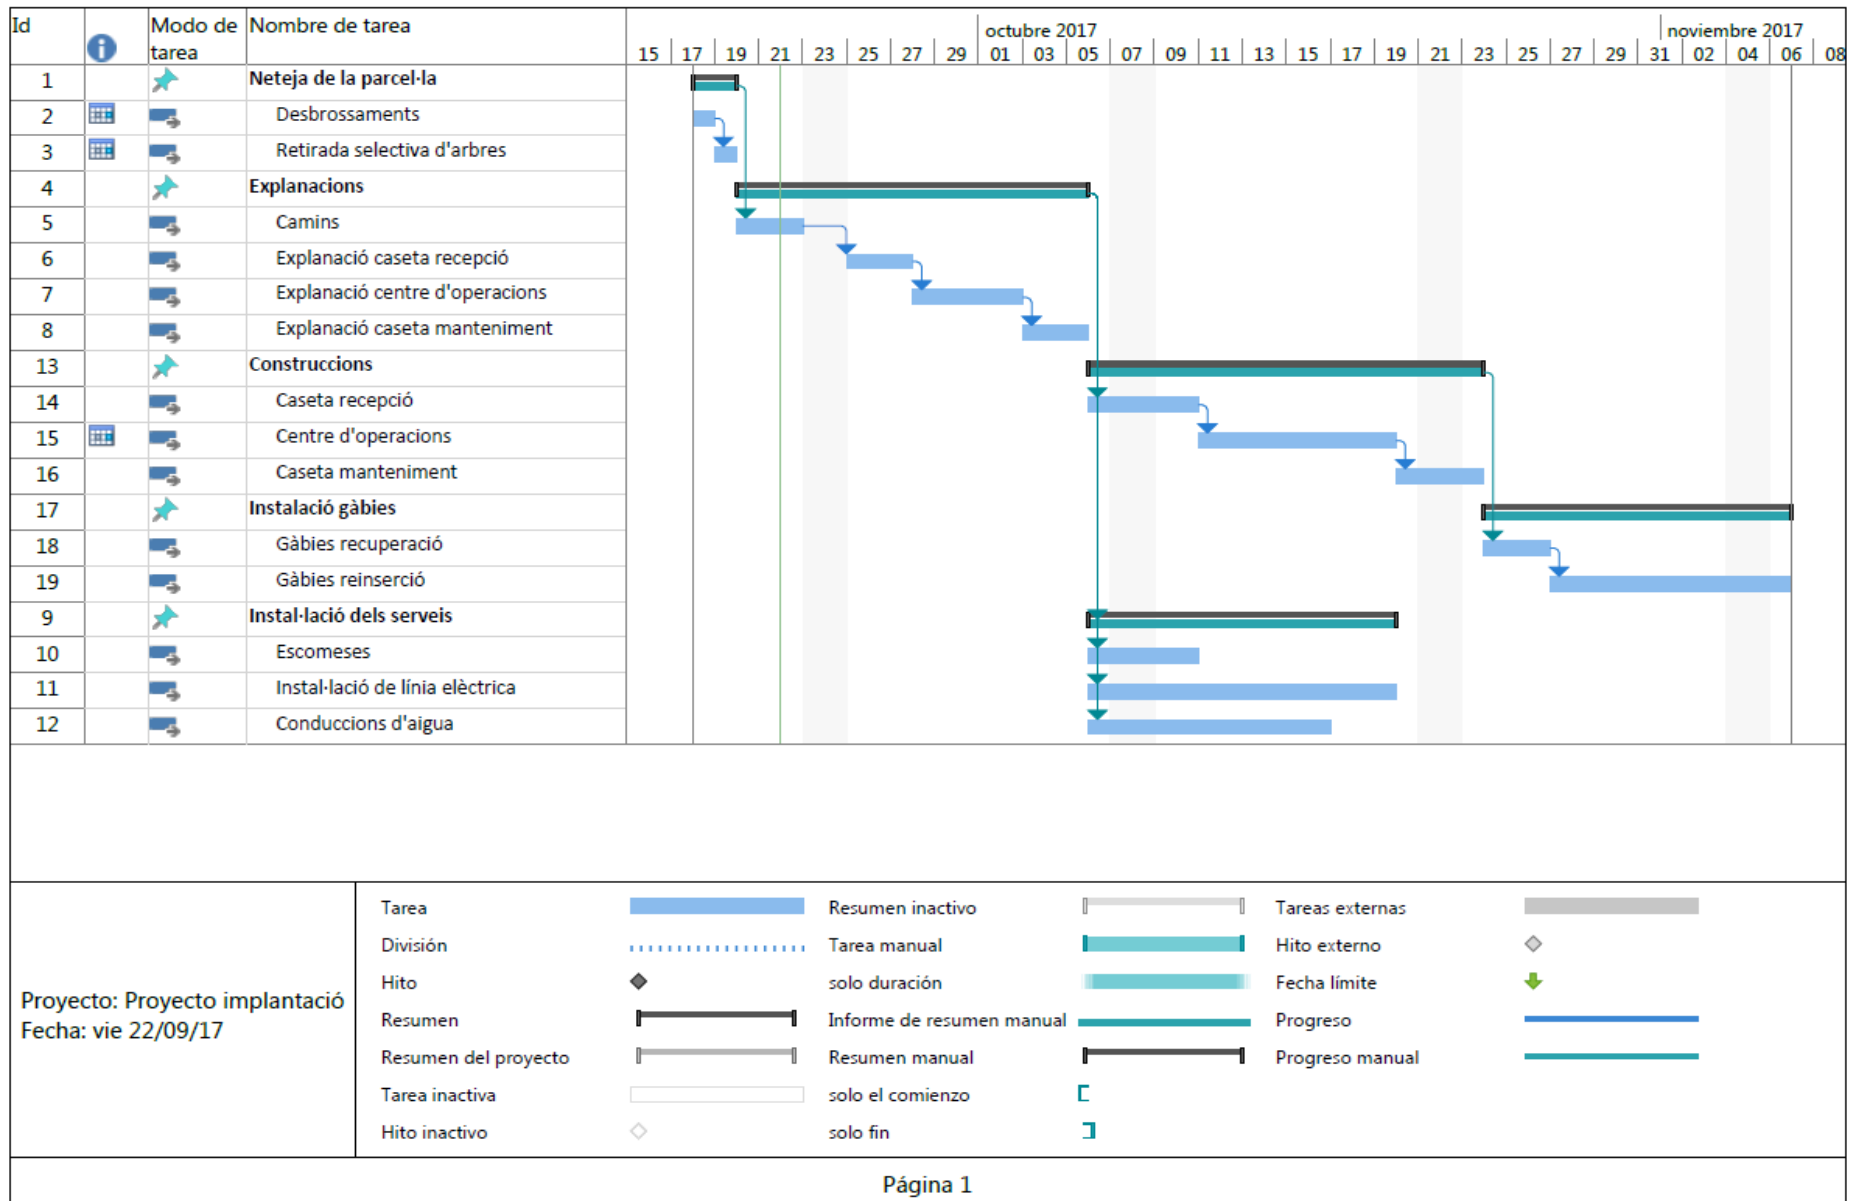 Id
Modo de tarea
Nombre de tarea
octubre 2017
noviembre 2017
15 17 19 21 23 25 27 29 01 03 05 07 09 11 13 15 17 19 21 23 25 27 29 31 02 04 06 08
1 Neteja de la parcel·la
2 Desbrossaments
3 Retirada selectiva d'arbres
4 Explanacions
5 Camins
6 Explanació caseta recepció
7 Explanació centre d'operacions
8 Explanació caseta manteniment
13 Construccions
14 Caseta recepció
15 Centre d'operacions
16 Caseta manteniment
17 Instalació gàbies
18 Gàbies recuperació
19 Gàbies reinserció
9 Instal·lació dels serveis
10 Escomeses
11 Instal·lació de línia elèctrica
12 Conduccions d'aigua
Proyecto: Proyecto implantació
Fecha: vie 22/09/17
Tarea
División
Hito
Resumen
Resumen del proyecto
Tarea inactiva
Hito inactivo
Resumen inactivo
Tarea manual
solo duración
Informe de resumen manual
Resumen manual
solo el comienzo
solo fin
Tareas externas
Hito externo
Fecha límite
Progreso
Progreso manual
Página 1